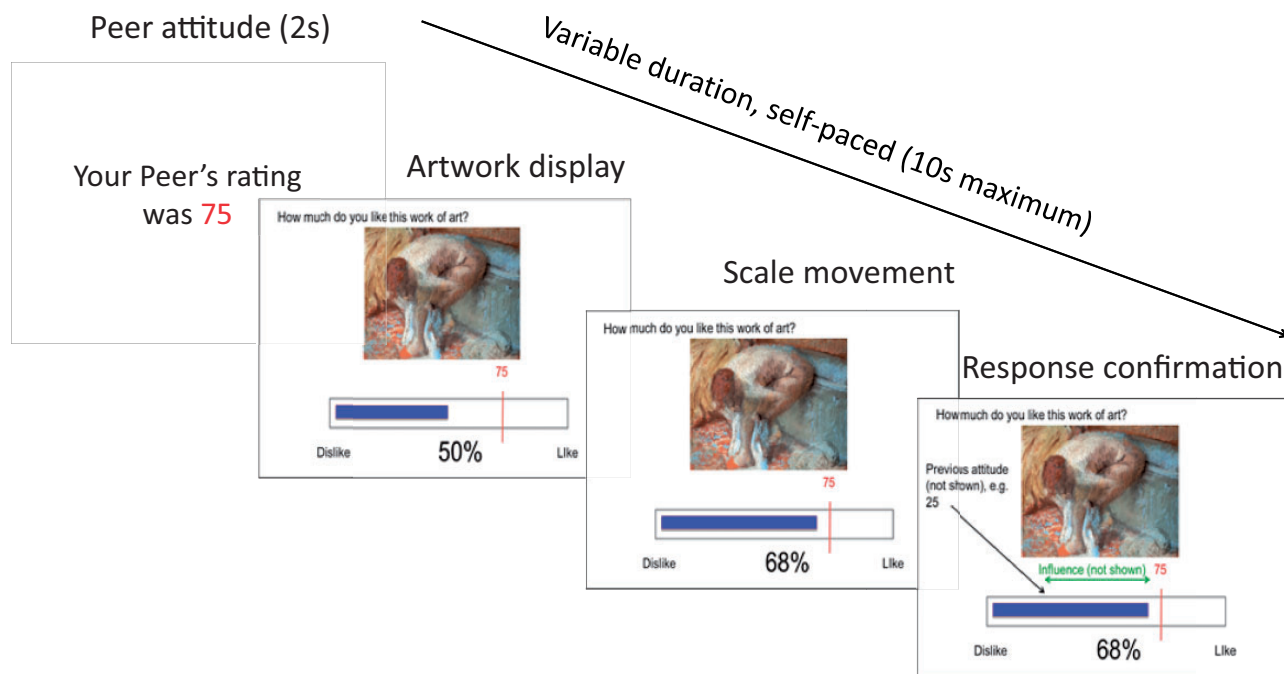 Peer attitude (2s)
Variable duration, self-paced (10s maximum)
Your Peer's rating
was 75
Artwork display
How much do you like this work of art?
75
Dislike
50%
LIke
Scale movement
How much do you like this work of art?
75
Dislike
68%
LIke
Response confirmation
How much do you like this work of art?
Previous attitude
(not shown), e.g.
25
Influence (not shown) 75
Dislike
68%
LIke